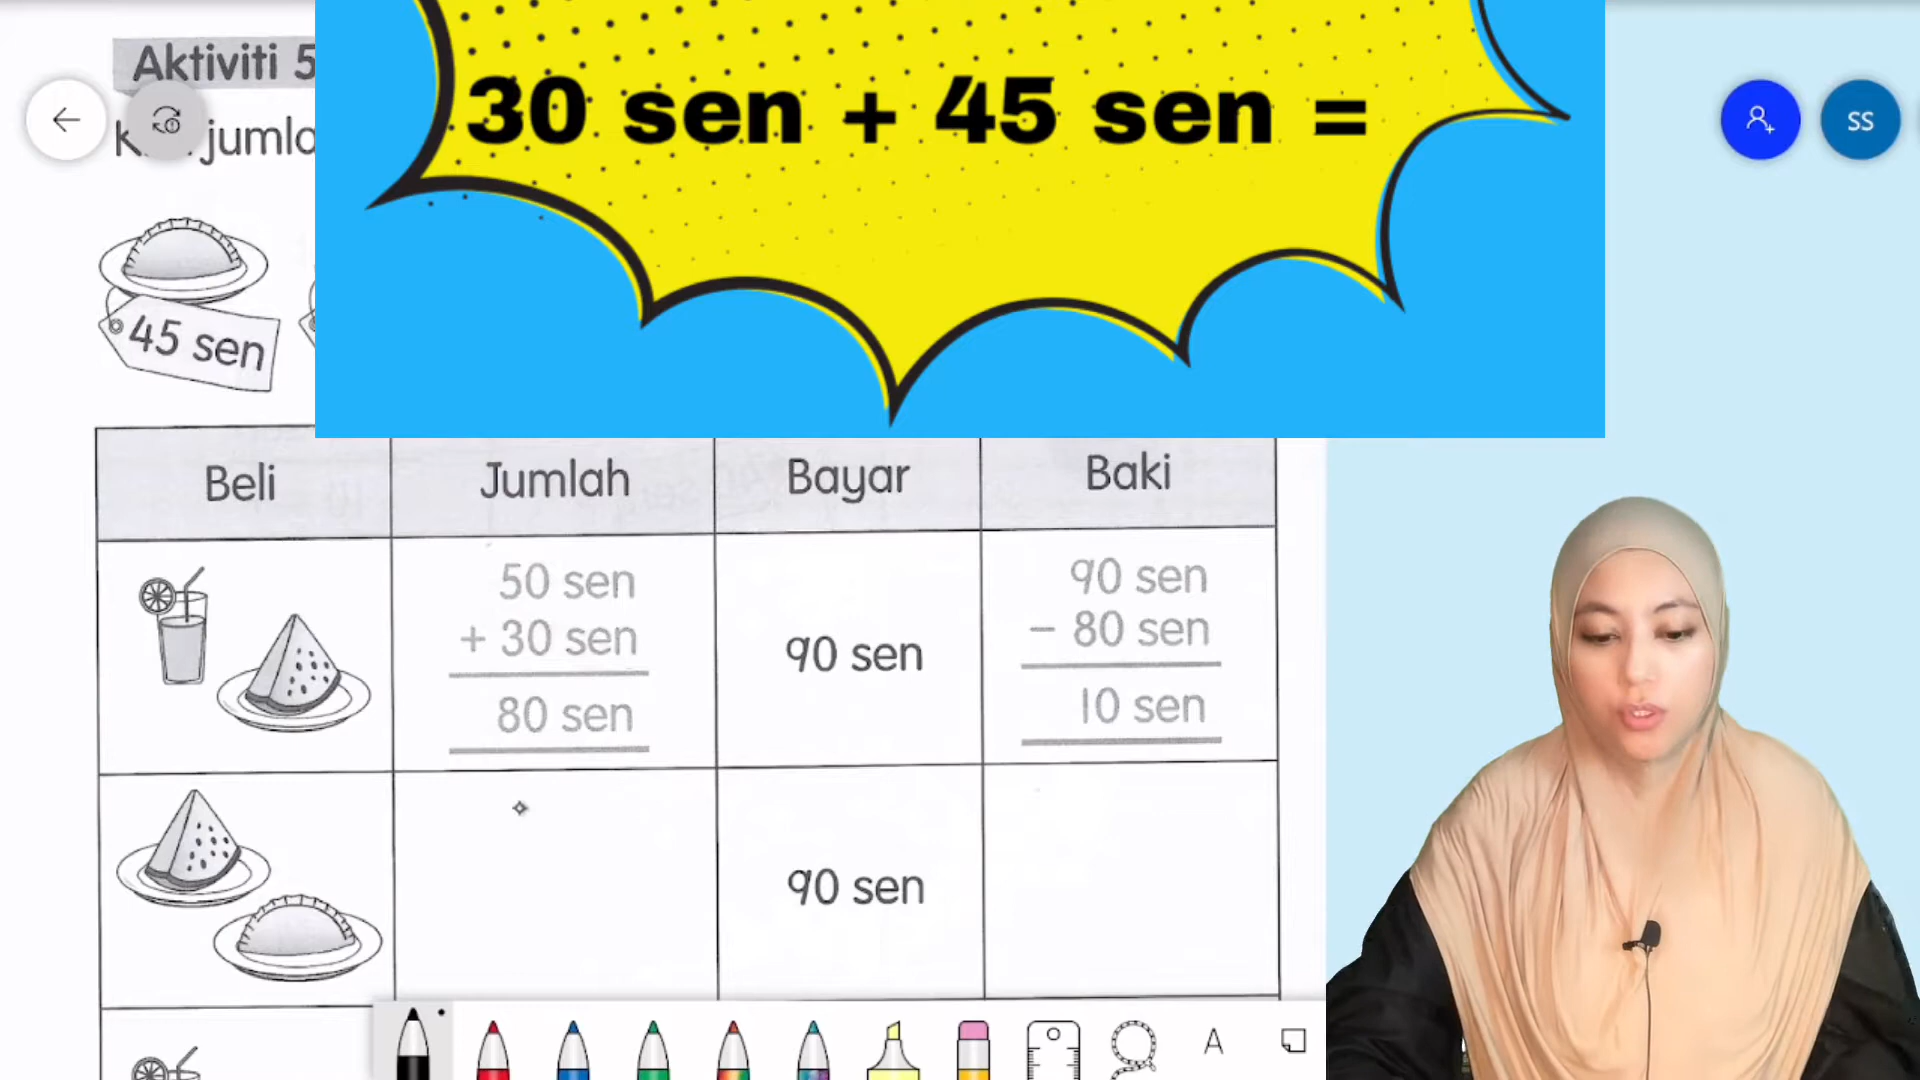 Aktiviti 5
30 sen + 45 sen =
jumla
SS
45 sen
Beli Jumlah Bayar Baki
50 sen
+ 30 sen
80 sen
90 sen
90 sen
− 80 sen
10 sen
90 sen
A